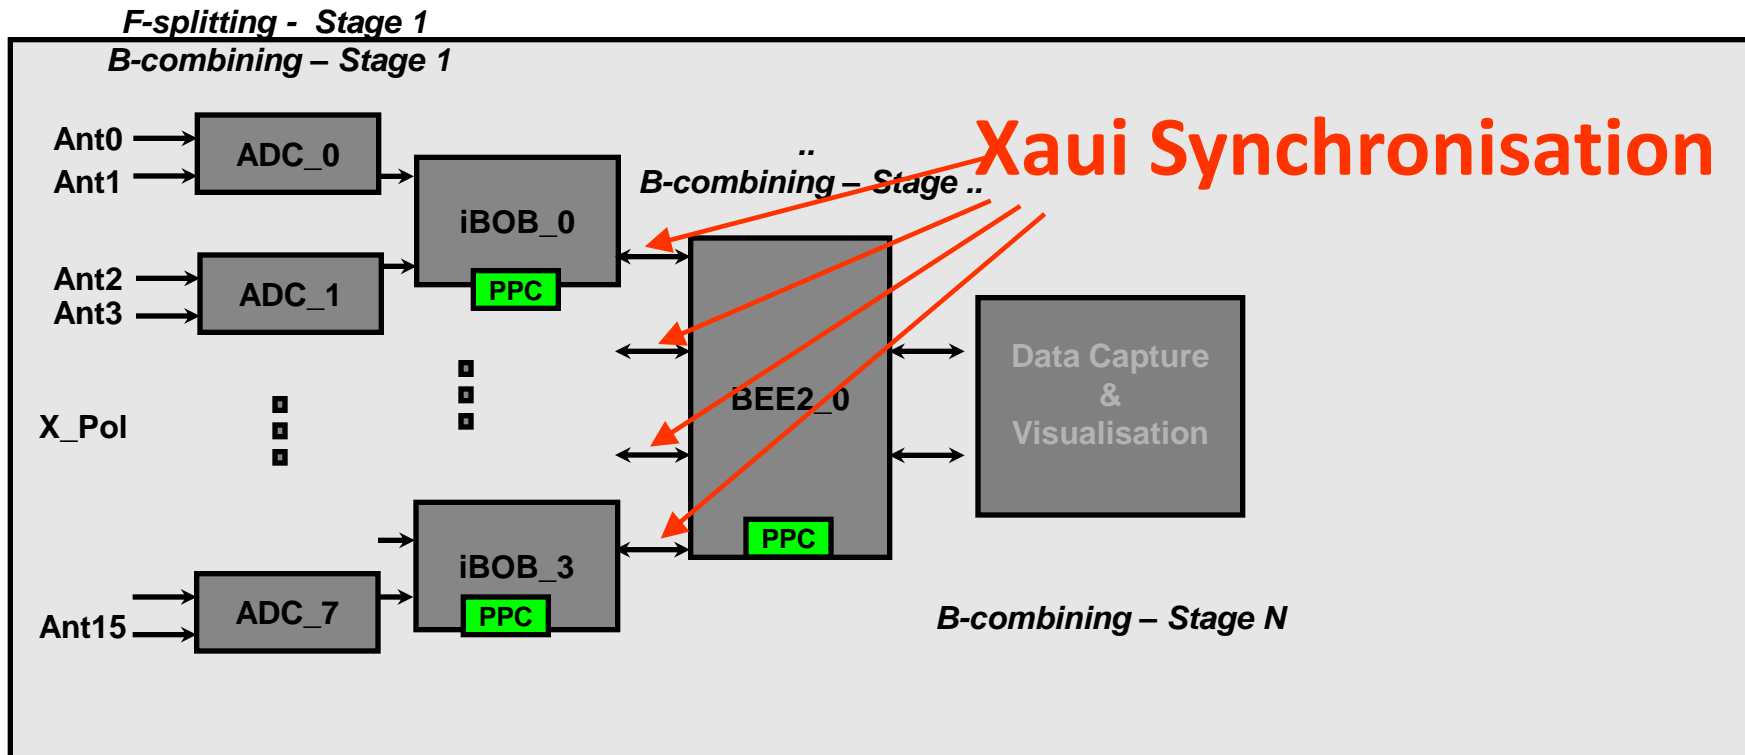 F-splitting - Stage 1
B-combining – Stage 1
Ant0
Ant1
ADC_0
iBOB_0
PPC
Ant2
Ant3
ADC_1
X_Pol
Ant15
ADC_7
iBOB_3
PPC
..
B-combining – Stage ..
Xaui Synchronisation
BEE2_0
PPC
Data Capture
&
Visualisation
B-combining – Stage N